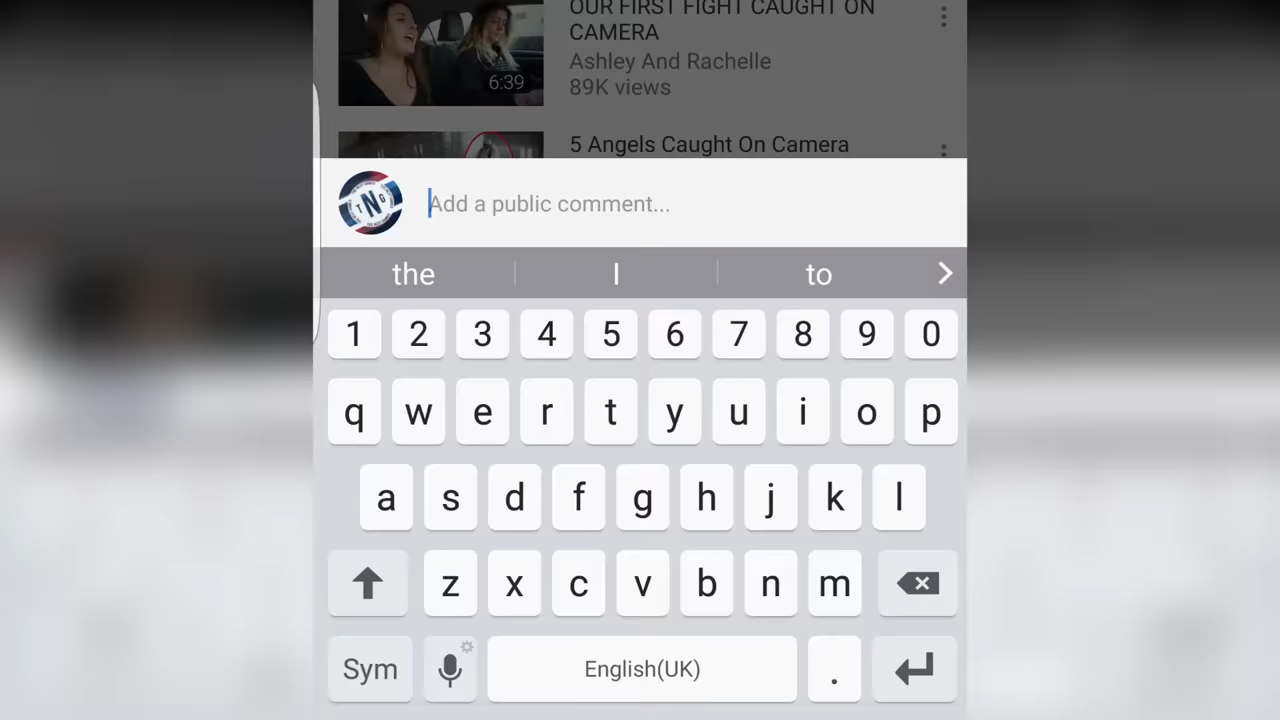 OUR FIRST FIGHT CAUGHT ON
CAMERA
Ashley And Rachelle
6:39
89K views
5 Angels Caught On Camera
TNG
Add a public comment...
the I to
1 2 3 4 5 6 7 8 9 0
q w e r t y u i o p
a s d f g h j k l
z x c v b n m
Sym English(UK) .